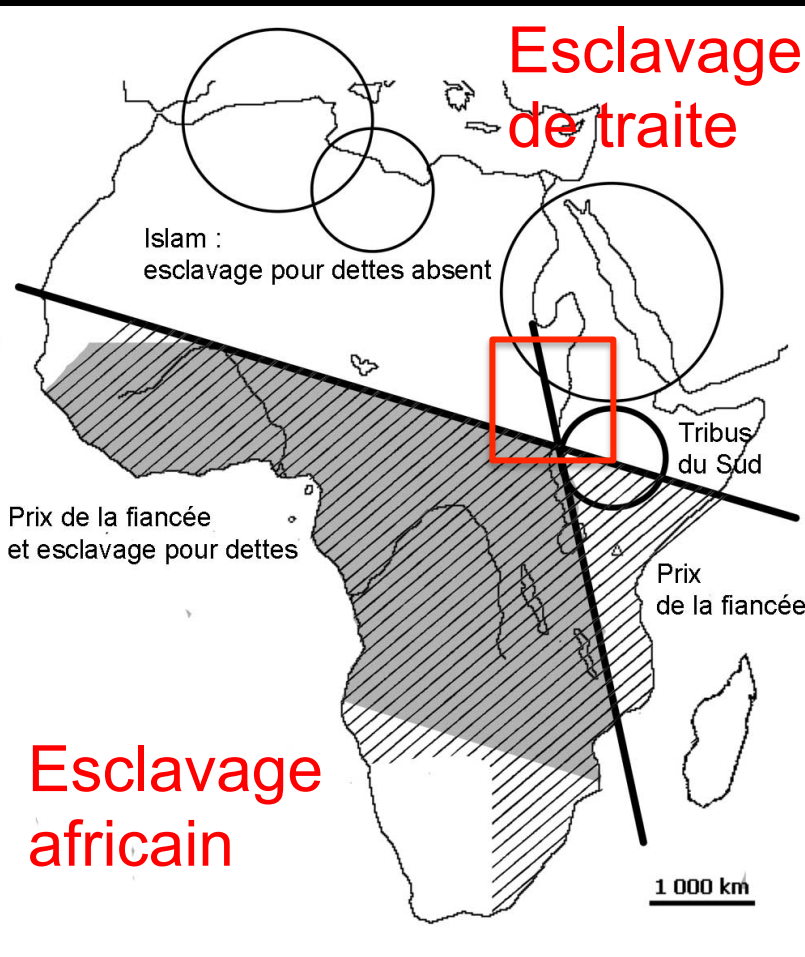 Esclavage
de traite
Islam :
esclavage pour dettes absent
Tribus
du Sud
Prix de la fiancée
et esclavage pour dettes
Prix
de la fiancée
Esclavage
africain
1 000 km